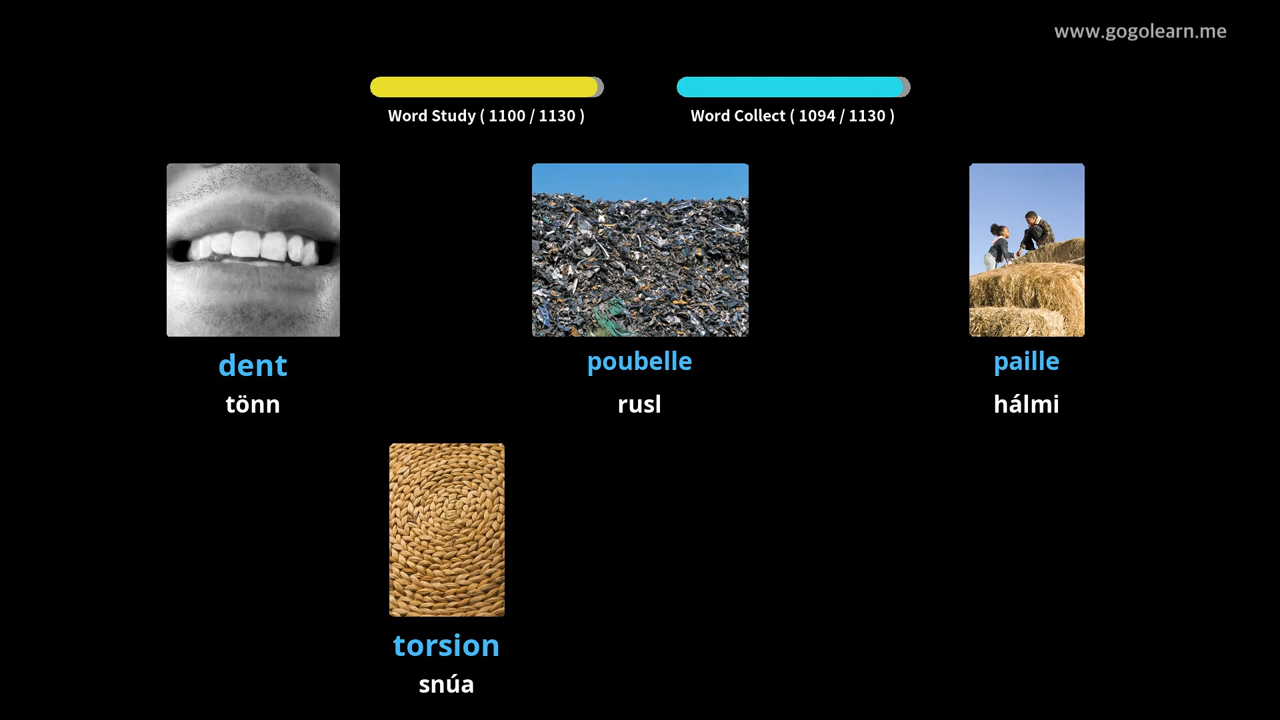 www.gogolearn.me
Word Study ( 1100 / 1130 )
Word Collect ( 1094 / 1130 )
dent
tönn
poubelle
rusl
paille
hálmi
torsion
snúa